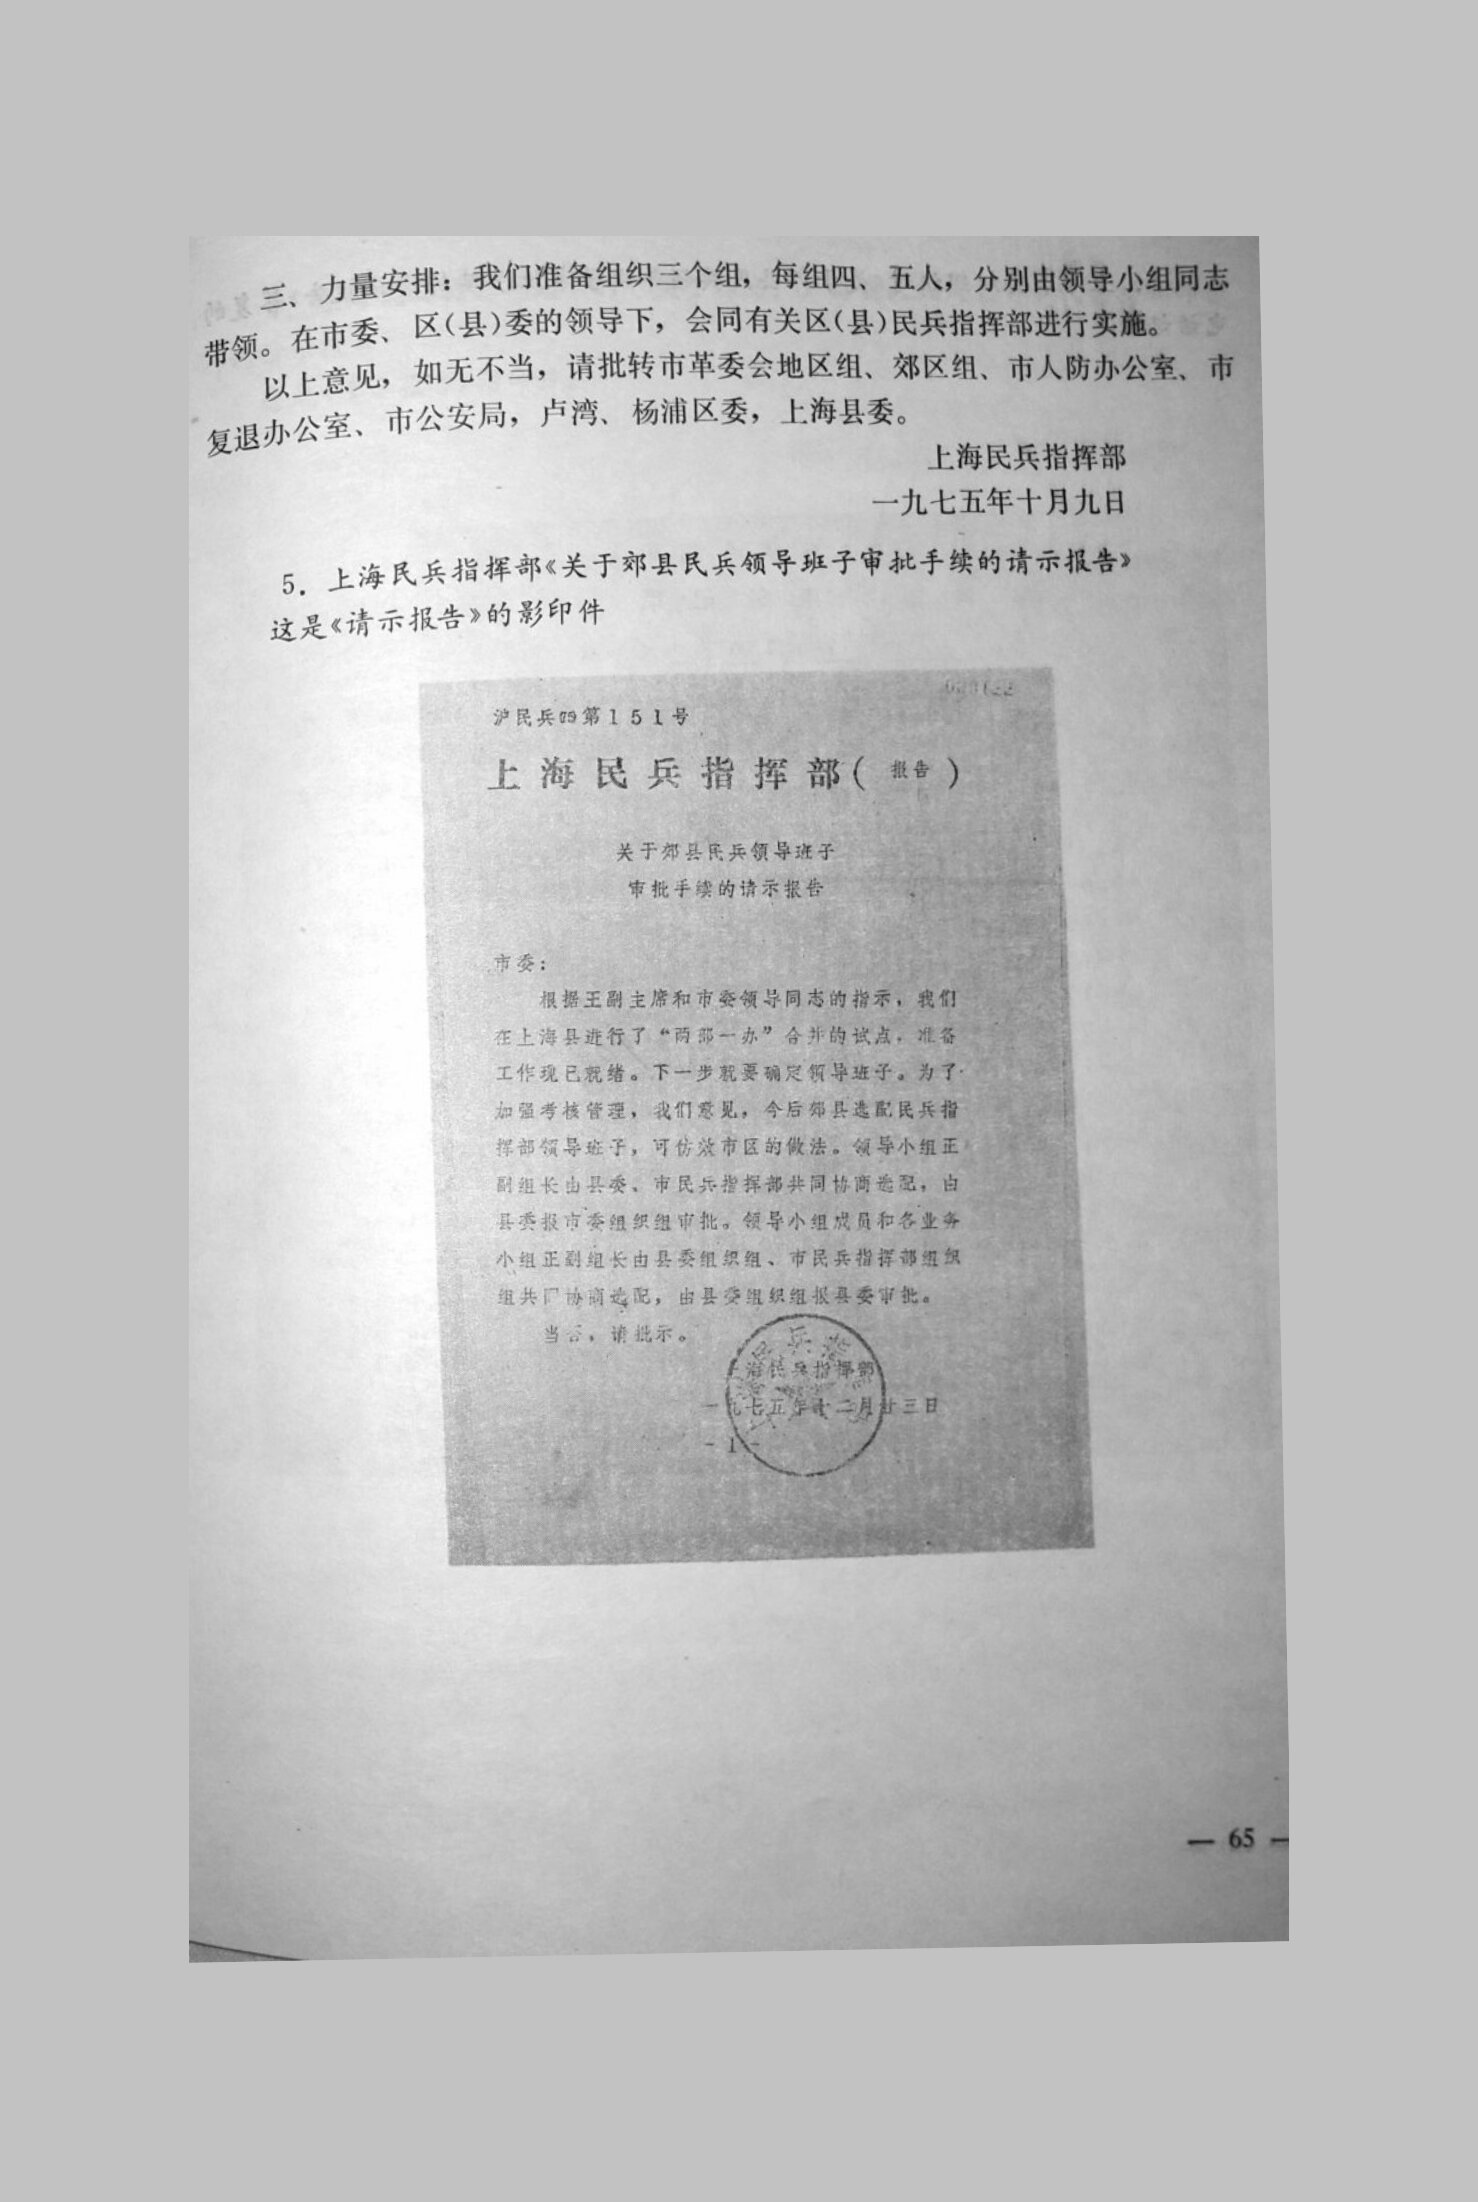 三、力量安排：我们准备组织三个组，每组四、五人，分别由领导小组同志
带领。在市委、区(县)委的领导下，会同有关区(县)民兵指挥部进行实施。
以上意见，如无不当，请批转市革委会地区组、郊区组、市人防办公室、市
复退办公室、市公安局，卢湾、杨浦区委，上海县委。
上海民兵指挥部
一九七五年十月九日
5．上海民兵指挥部《关于郊县民兵领导班子审批手续的请示报告》
这是《请示报告》的影印件
沪民兵四第151号
上海民兵指挥部(报告)
关于郊县民兵领导班子
审批手续的请示报告
市委：
根据王副主席和市委领导同志的指示，我们
在上海县进行了“两部一办”合并的试点，准备
工作现已就绪。下一步就要确定领导班子。为了
加强考核管理，我们意见，今后郊县选配民兵指
挥部领导班子，可仿效市区的做法。领导小组正
副组长由县委、市民兵指挥部共同协商选配，由
县委报市委组织组审批。领导小组成员和各业务
小组正副组长由县委组织组、市民兵指挥部组织
组共同协商选配，由县委组织组报县委审批。
当否，请批示。
上海民兵指挥部
一九七五年十二月廿三日
- 1 -
— 65 —